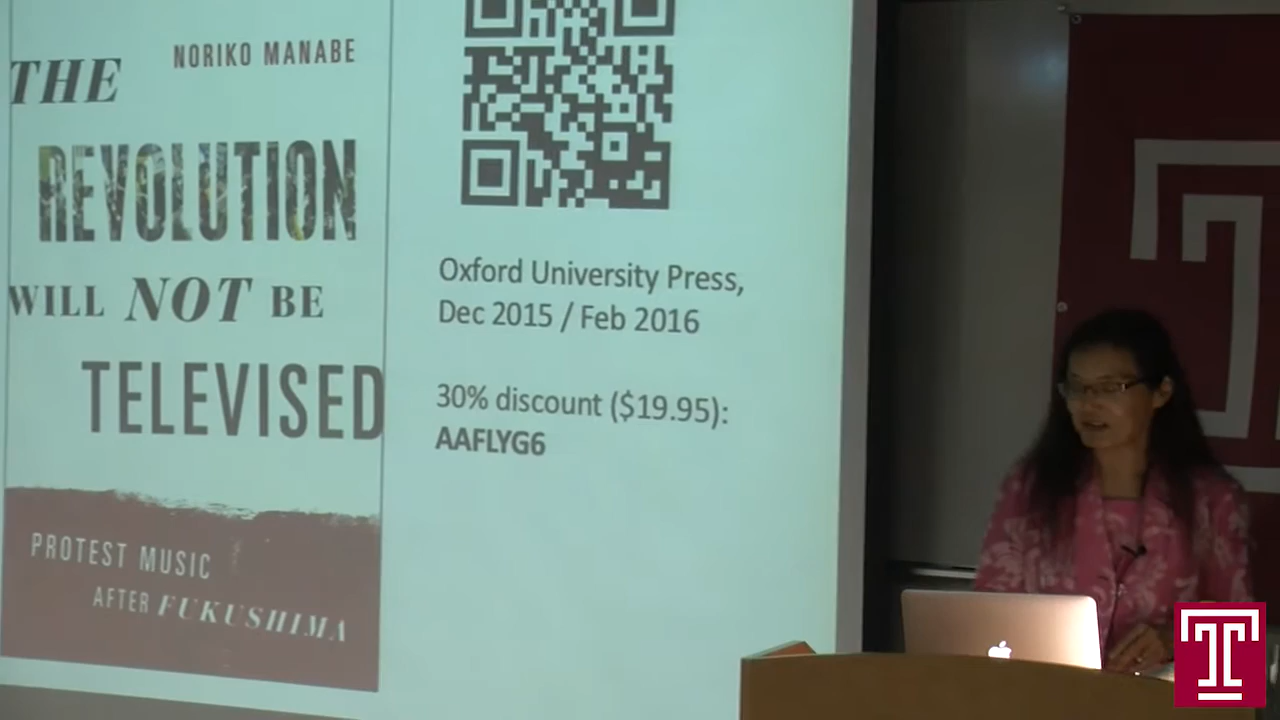 NORIKO MANABE
THE
REVOLUTION
WILL NOT BE
TELEVISED
PROTEST MUSIC
AFTER FUKUSHIMA
Oxford University Press,
Dec 2015 / Feb 2016
30% discount ($19.95):
AAFLYG6
T